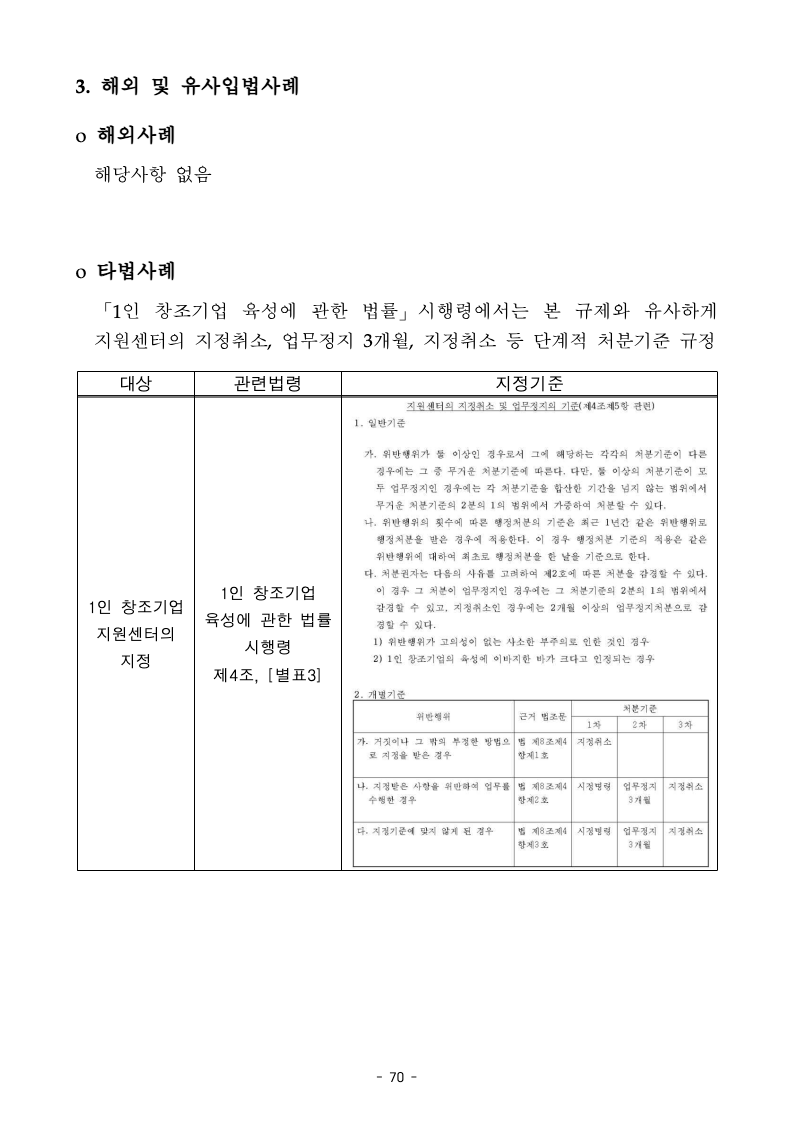 3. 해외 및 유사입법사례
o 해외사례
해당사항 없음
o 타법사례
「1인 창조기업 육성에 관한 법률」시행령에서는 본 규제와 유사하게
지원센터의 지정취소, 업무정지 3개월, 지정취소 등 단계적 처분기준 규정
대상
관련법령
지정기준
1인 창조기업
지원센터의
지정
1인 창조기업
육성에 관한 법률
시행령
제4조, [별표3]
지원센터의 지정취소 및 업무정지의 기준(제4조제5항 관련)
1. 일반기준
가. 위반행위가 둘 이상인 경우로서 그에 해당하는 각각의 처분기준이 다른
경우에는 그 중 무거운 처분기준에 따른다. 다만, 둘 이상의 처분기준이 모
두 업무정지인 경우에는 각 처분기준을 합산한 기간을 넘지 않는 범위에서
무거운 처분기준의 2분의 1의 범위에서 가중하여 처분할 수 있다.
나. 위반행위의 횟수에 따른 행정처분의 기준은 최근 1년간 같은 위반행위로
행정처분을 받은 경우에 적용한다. 이 경우 행정처분 기준의 적용은 같은
위반행위에 대하여 최초로 행정처분을 한 날을 기준으로 한다.
다. 처분권자는 다음의 사유를 고려하여 제2호에 따른 처분을 감경할 수 있다.
이 경우 그 처분이 업무정지인 경우에는 그 처분기준의 2분의 1의 범위에서
감경할 수 있고, 지정취소인 경우에는 2개월 이상의 업무정지처분으로 감
경할 수 있다.
1) 위반행위가 고의성이 없는 사소한 부주의로 인한 것인 경우
2) 1인 창조기업의 육성에 이바지한 바가 크다고 인정되는 경우
2. 개별기준
위반행위
근거 법조문
처분기준
1차
2차
3차
가. 거짓이나 그 밖의 부정한 방법으
로 지정을 받은 경우
법 제8조제4
항제1호
지정취소
나. 지정받은 사항을 위반하여 업무를
수행한 경우
법 제8조제4
항제2호
시정명령
업무정지
3개월
지정취소
다. 지정기준에 맞지 않게 된 경우
법 제8조제4
항제3호
시정명령
업무정지
3개월
지정취소
- 70 -